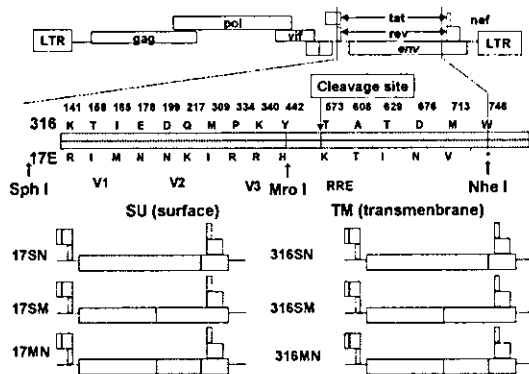 LTR gag pol vif tat rev env nef LTR
Cleavage site
141 158 165 178 199 217 309 334 340 442 573 608 629 676 713 746
316 K T I E D Q M P K Y T A T D M W
17E R I M N N K I R R H K T I N V *
Sph I V1 V2 V3 Mro I RRE Nhe I
SU (surface) TM (transmenbrane)
17SN 316SN
17SM 316SM
17MN 316MN